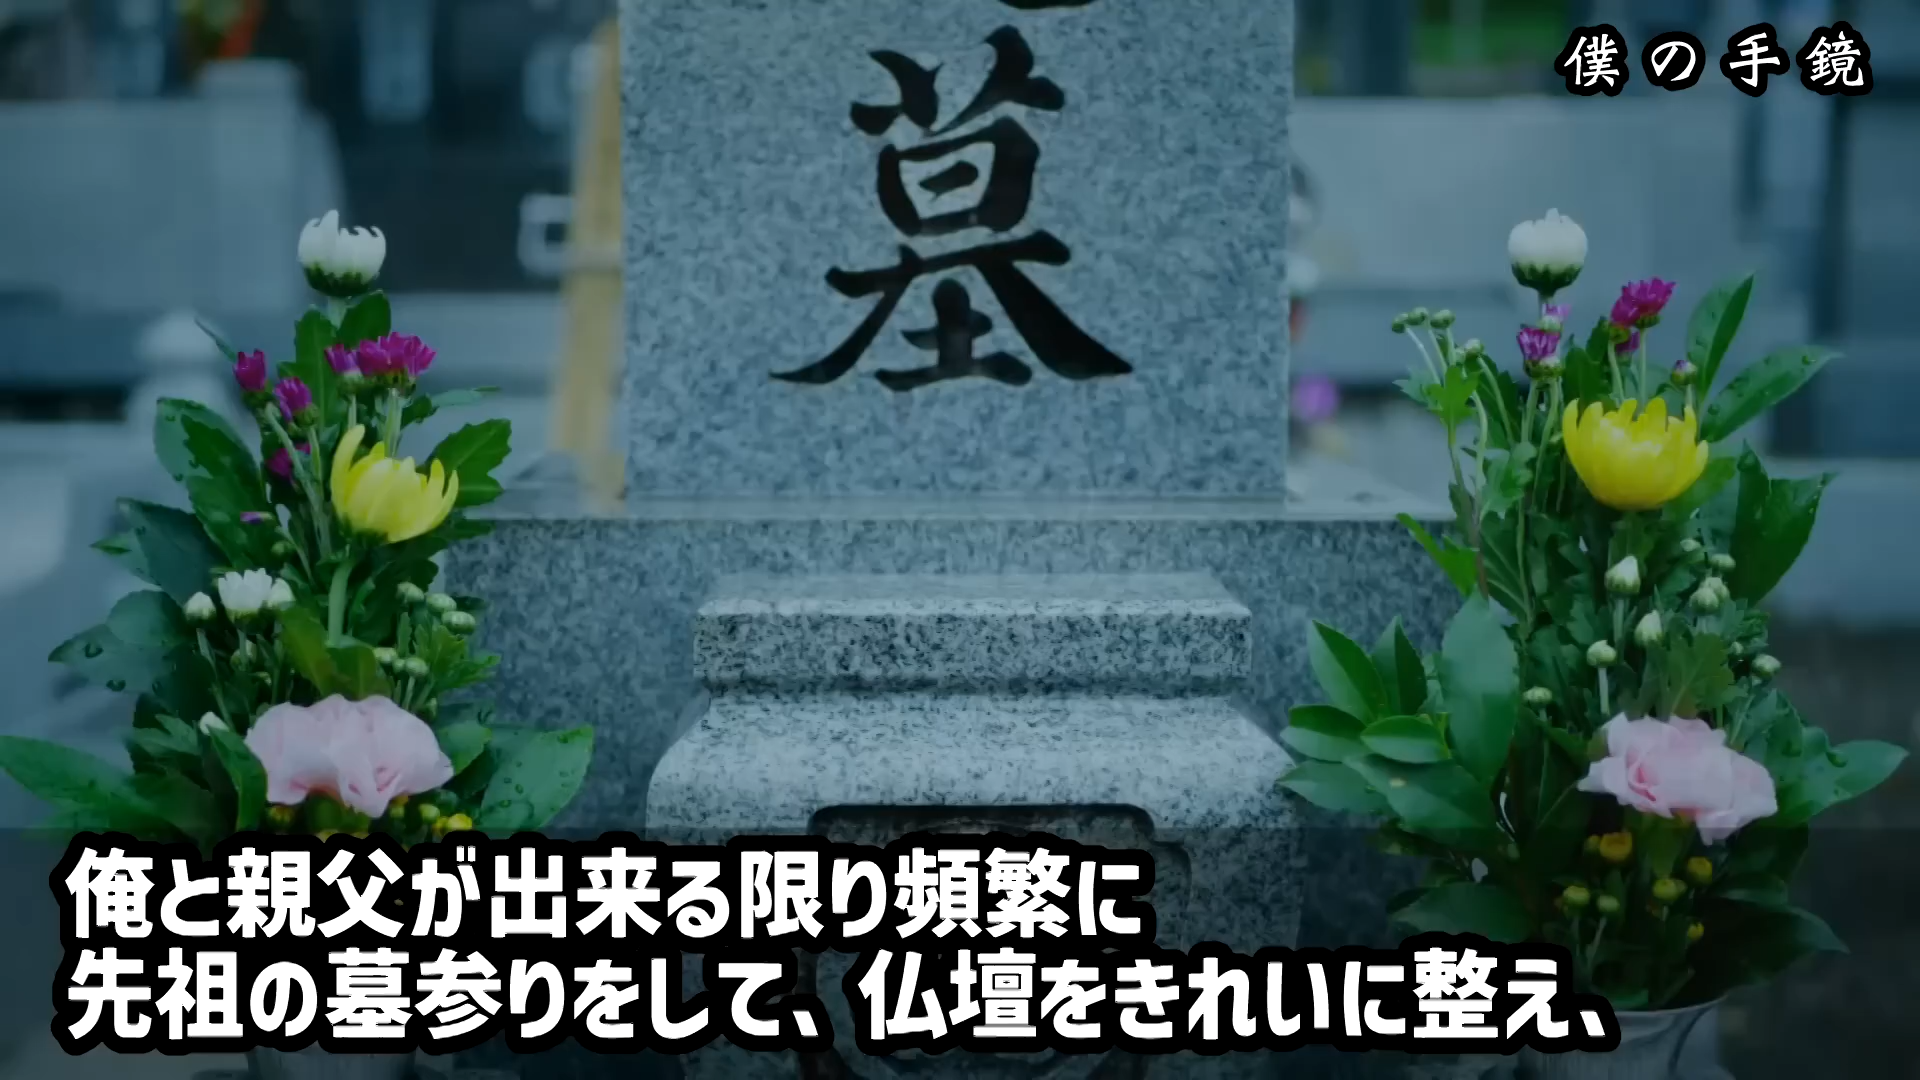 僕の手鏡
墓
俺と親父が出来る限り頻繁に
先祖の墓参りをして、仏壇をきれいに整え、